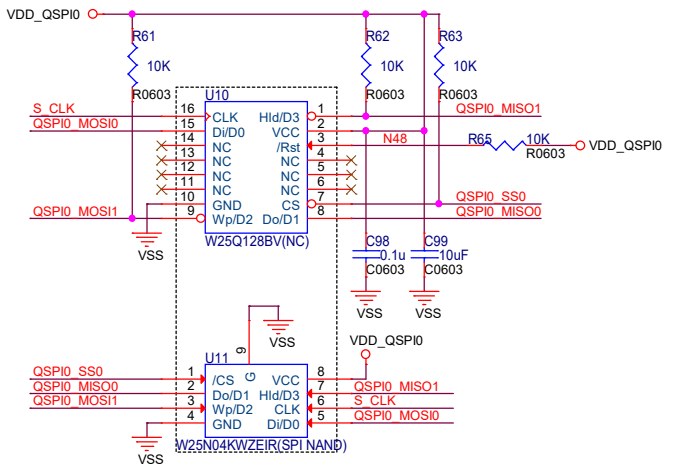 VDD_QSPI0
R61
10K
R0603
R62
10K
R0603
R63
10K
R0603
U10
S_CLK
16
CLK
QSPI0_MOSI0
15
Di/D0
14
NC
13
NC
12
NC
11
NC
10
GND
QSPI0_MOSI1
9
Wp/D2
Hld/D3
1
QSPI0_MISO1
VCC
2
/Rst
3
N48
R65
10K
R0603
VDD_QSPI0
NC
4
NC
5
NC
6
CS
7
QSPI0_SS0
Do/D1
8
QSPI0_MISO0
W25Q128BV(NC)
VSS
C98
0.1u
C0603
VSS
C99
10uF
C0603
VSS
9
G
VSS
VDD_QSPI0
U11
QSPI0_SS0
1
/CS
QSPI0_MISO0
2
Do/D1
QSPI0_MOSI1
3
Wp/D2
4
GND
VCC
8
Hld/D3
7
QSPI0_MISO1
CLK
6
S_CLK
Di/D0
5
QSPI0_MOSI0
W25N04KWZEIR(SPI NAND)
VSS